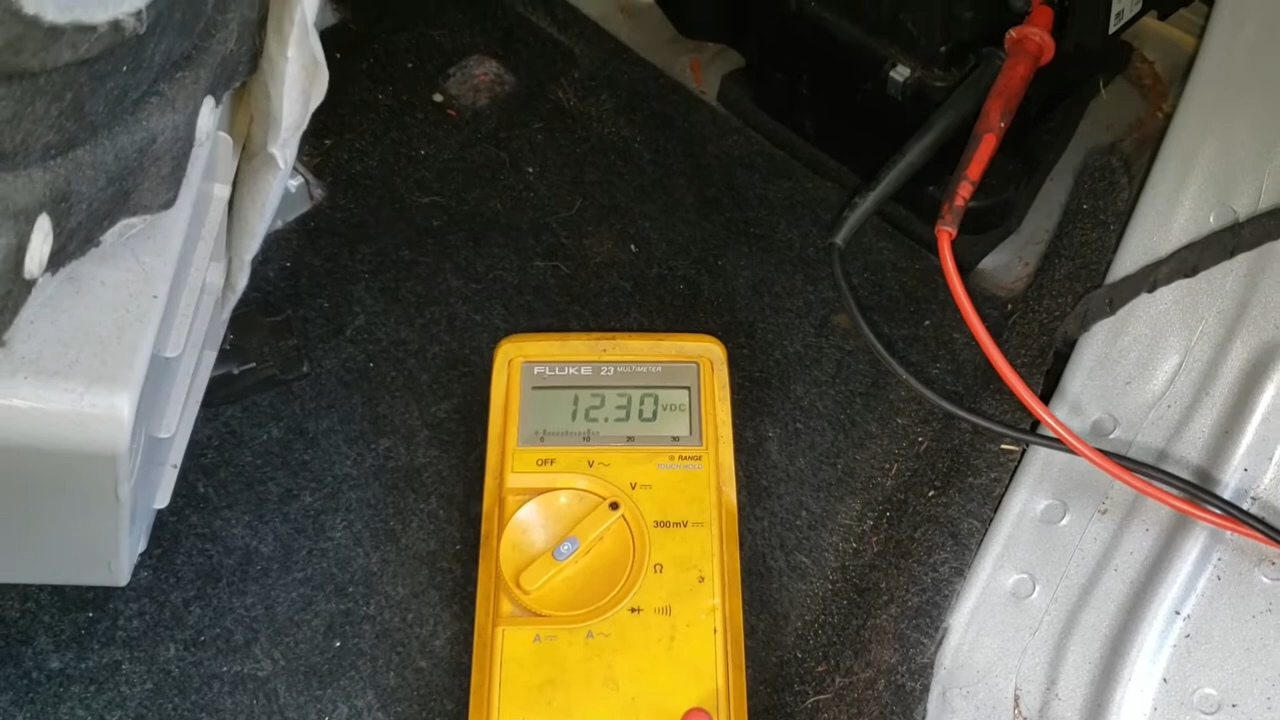 FLUKE 23 MULTIMETER
12.30 VDC
0 10 20 30
OFF V~ RANGE
TOUCH HOLD
V⎓
300mV⎓
Ω
A⎓ A~